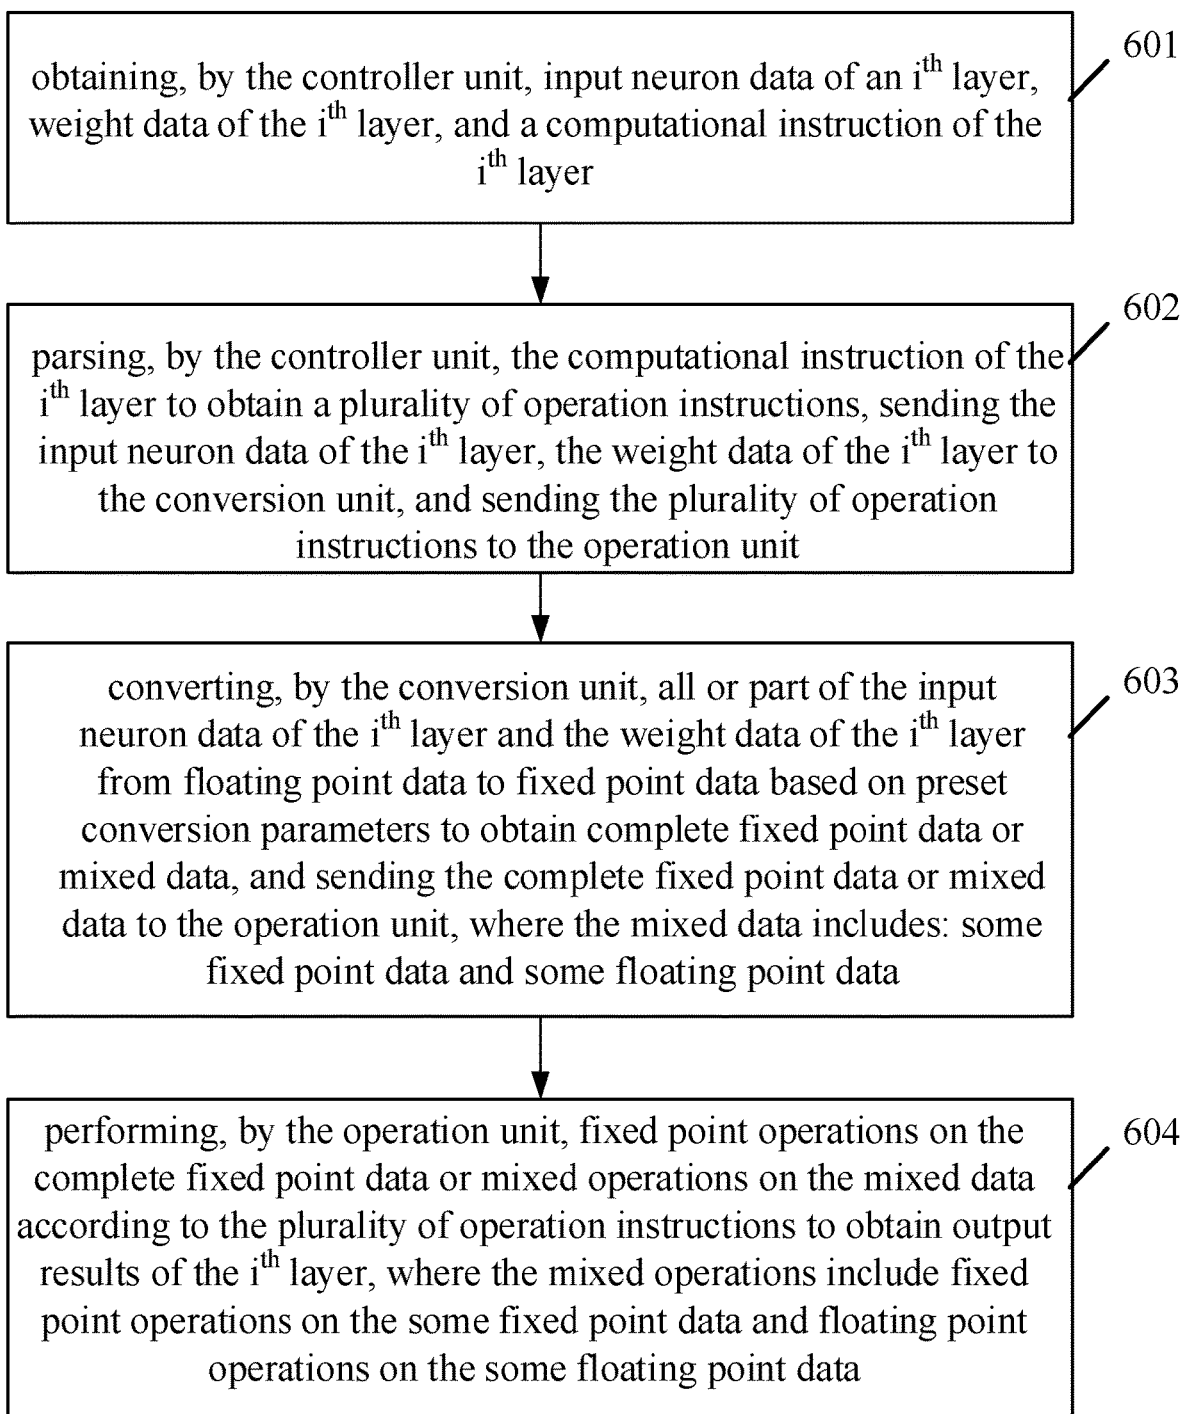 601
obtaining, by the controller unit, input neuron data of an i^th layer,
weight data of the i^th layer, and a computational instruction of the
i^th layer
602
parsing, by the controller unit, the computational instruction of the
i^th layer to obtain a plurality of operation instructions, sending the
input neuron data of the i^th layer, the weight data of the i^th layer to
the conversion unit, and sending the plurality of operation
instructions to the operation unit
603
converting, by the conversion unit, all or part of the input
neuron data of the i^th layer and the weight data of the i^th layer
from floating point data to fixed point data based on preset
conversion parameters to obtain complete fixed point data or
mixed data, and sending the complete fixed point data or mixed
data to the operation unit, where the mixed data includes: some
fixed point data and some floating point data
604
performing, by the operation unit, fixed point operations on the
complete fixed point data or mixed operations on the mixed data
according to the plurality of operation instructions to obtain output
results of the i^th layer, where the mixed operations include fixed
point operations on the some fixed point data and floating point
operations on the some floating point data